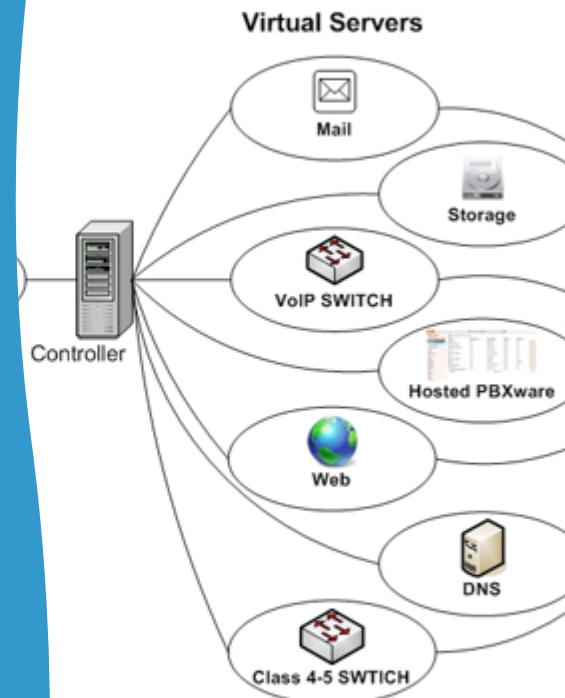 Virtual Servers
Mail
Storage
VoIP SWITCH
Controller
Hosted PBXware
Web
DNS
Class 4-5 SWTICH